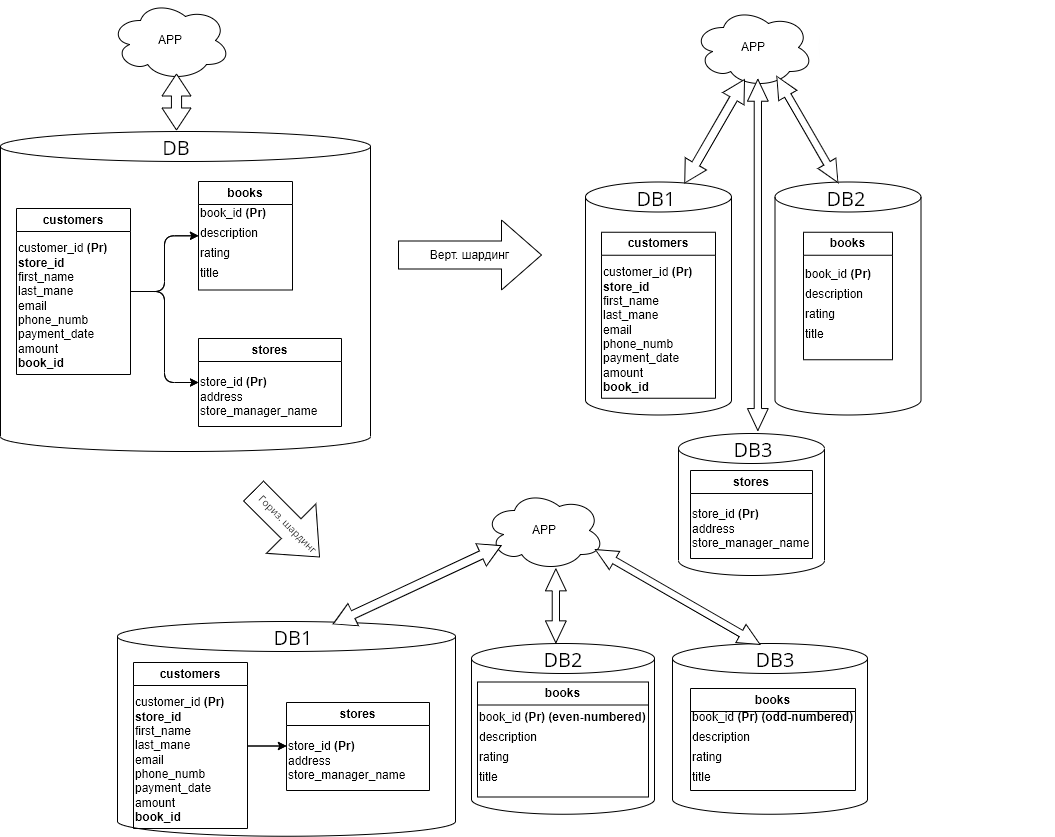 APP
DB
customers
customer_id (Pr)
store_id
first_name
last_mane
email
phone_numb
payment_date
amount
book_id
books
book_id (Pr)
description
rating
title
stores
store_id (Pr)
address
store_manager_name
Верт. шардинг
APP
DB1
customers
customer_id (Pr)
store_id
first_name
last_mane
email
phone_numb
payment_date
amount
book_id
DB2
books
book_id (Pr)
description
rating
title
DB3
stores
store_id (Pr)
address
store_manager_name
Гориз. шардинг
APP
DB1
customers
customer_id (Pr)
store_id
first_name
last_mane
email
phone_numb
payment_date
amount
book_id
stores
store_id (Pr)
address
store_manager_name
DB2
books
book_id (Pr) (even-numbered)
description
rating
title
DB3
books
book_id (Pr) (odd-numbered)
description
rating
title